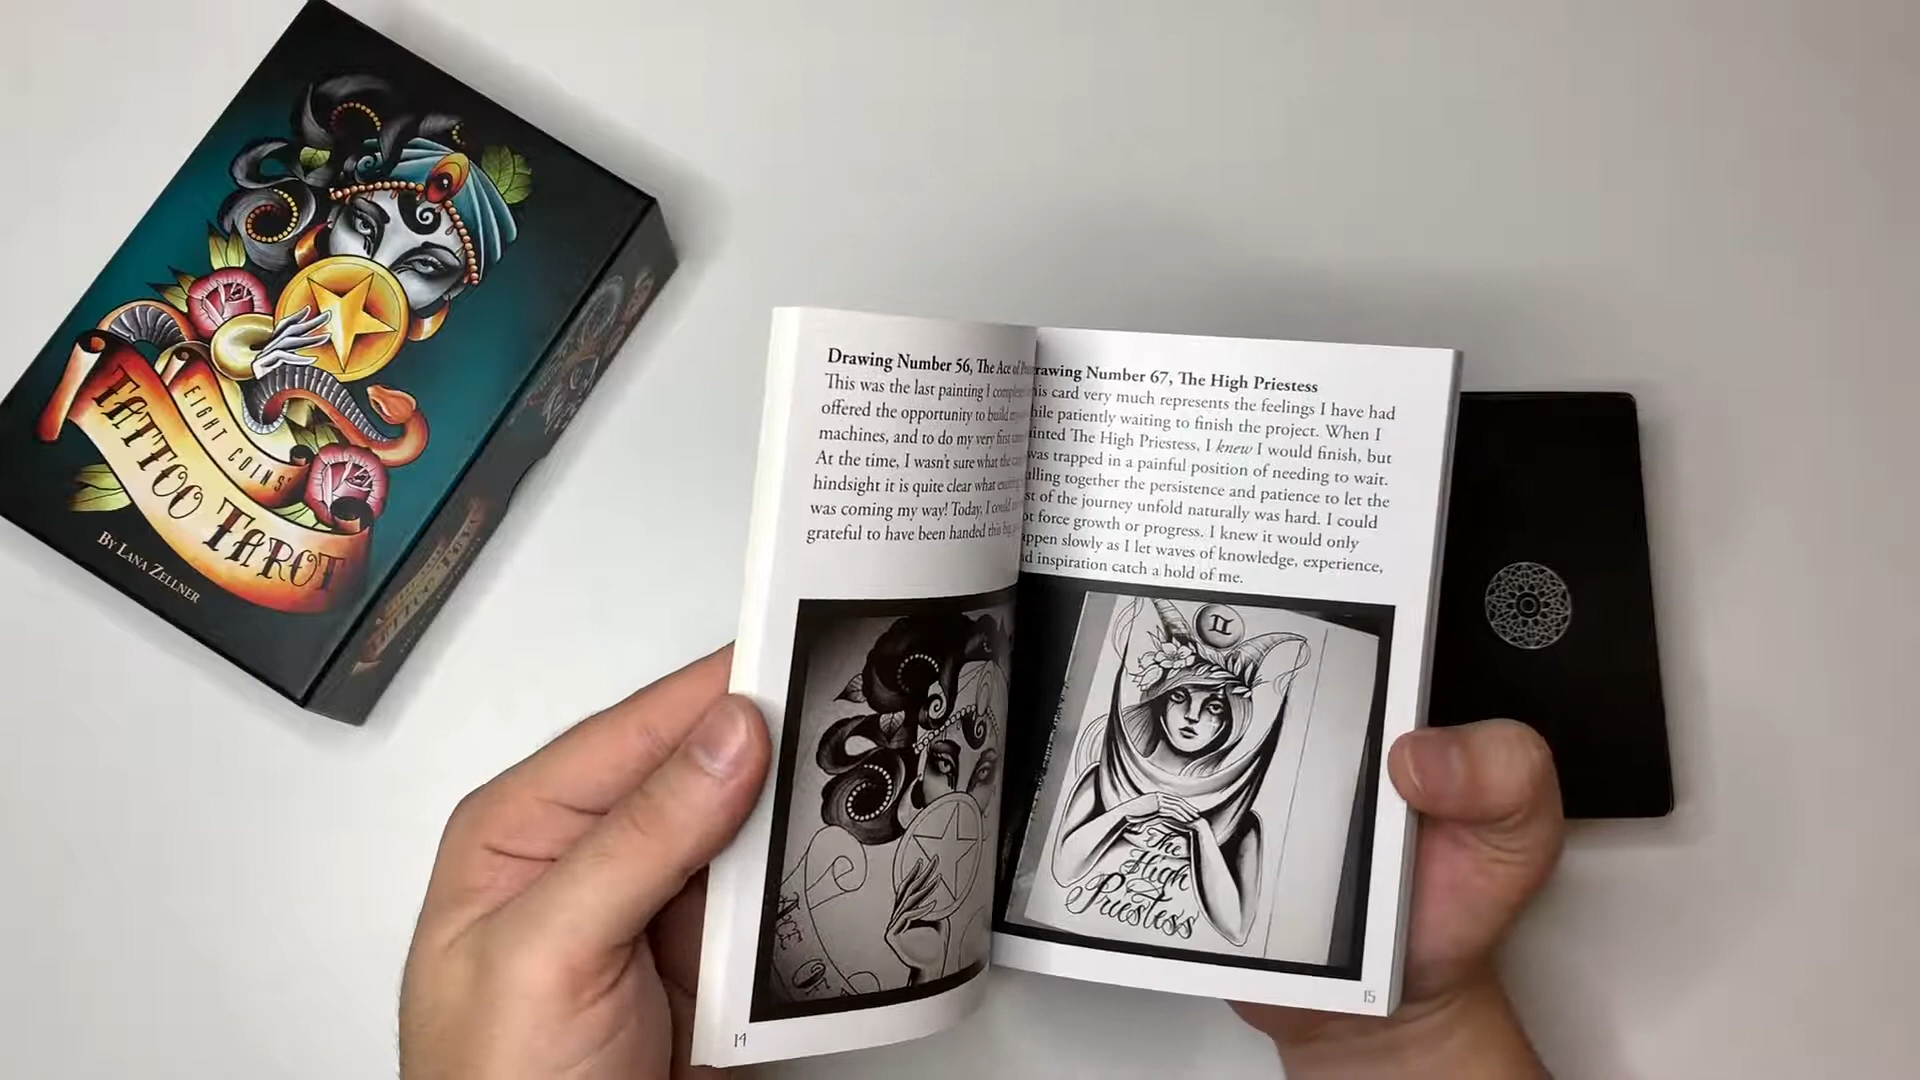 EIGHT COINS'
TATTOO TAROT
BY LANA ZELLNER
Drawing Number 56, The Ace of
This was the last painting I
offered the opportunity to build
machines, and to do my very first
At the time, I wasn't sure what the
hindsight it is quite clear what
was coming my way! Today, I
grateful to have been handed this big
ACE OF
14
rawing Number 67, The High Priestess
his card very much represents the feelings I have had
hile patiently waiting to finish the project. When I
inted The High Priestess, I knew I would finish, but
was trapped in a painful position of needing to wait.
lling together the persistence and patience to let the
st of the journey unfold naturally was hard. I could
ot force growth or progress. I knew it would only
appen slowly as I let waves of knowledge, experience,
d inspiration catch a hold of me.
II
The
High
Priestess
15